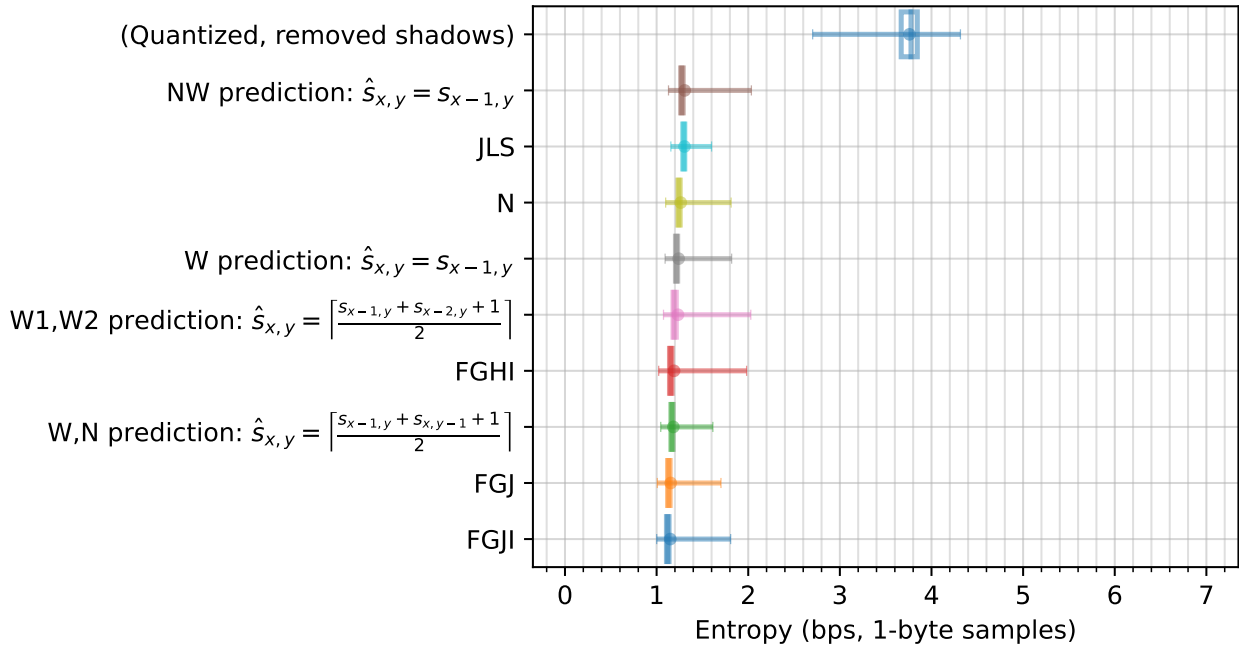 (Quantized, removed shadows)
NW prediction: ŝx, y = sx − 1, y
JLS
N
W prediction: ŝx, y = sx − 1, y
W1,W2 prediction: ŝx, y = ⌈(sx − 1, y + sx − 2, y + 1)/2⌉
FGHI
W,N prediction: ŝx, y = ⌈(sx − 1, y + sx, y − 1 + 1)/2⌉
FGJ
FGJI
0 1 2 3 4 5 6 7
Entropy (bps, 1-byte samples)